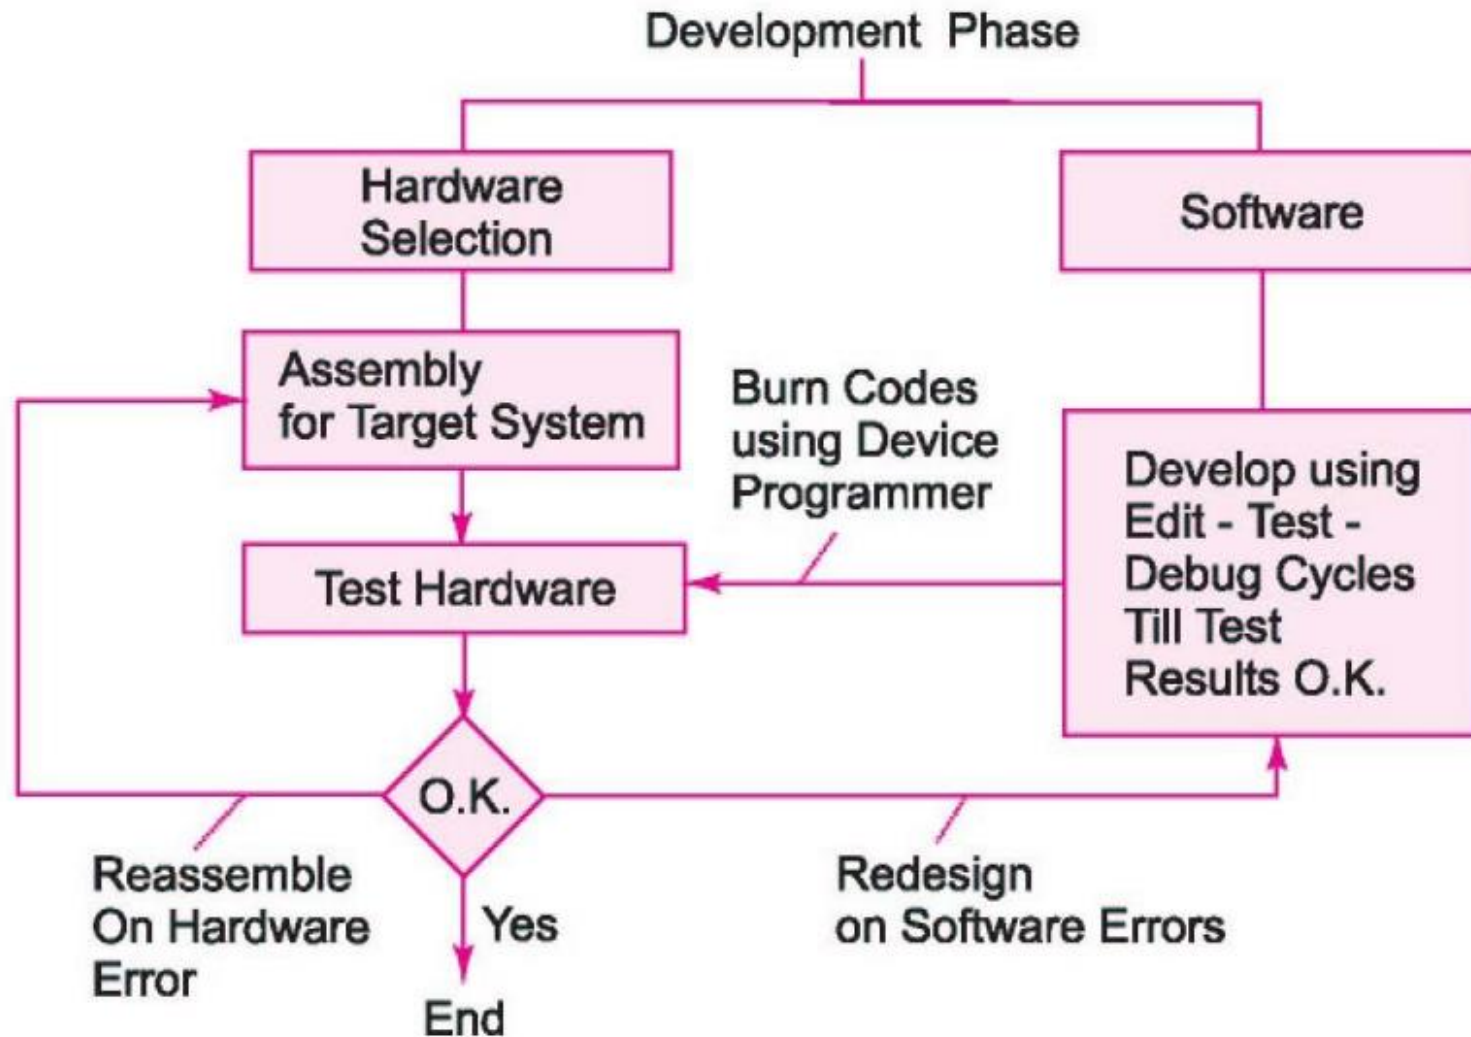 Development Phase
Hardware
Selection
Software
Assembly
for Target System
Burn Codes
using Device
Programmer
Develop using
Edit - Test -
Debug Cycles
Till Test
Results O.K.
Test Hardware
O.K.
Reassemble
On Hardware
Error
Yes
Redesign
on Software Errors
End